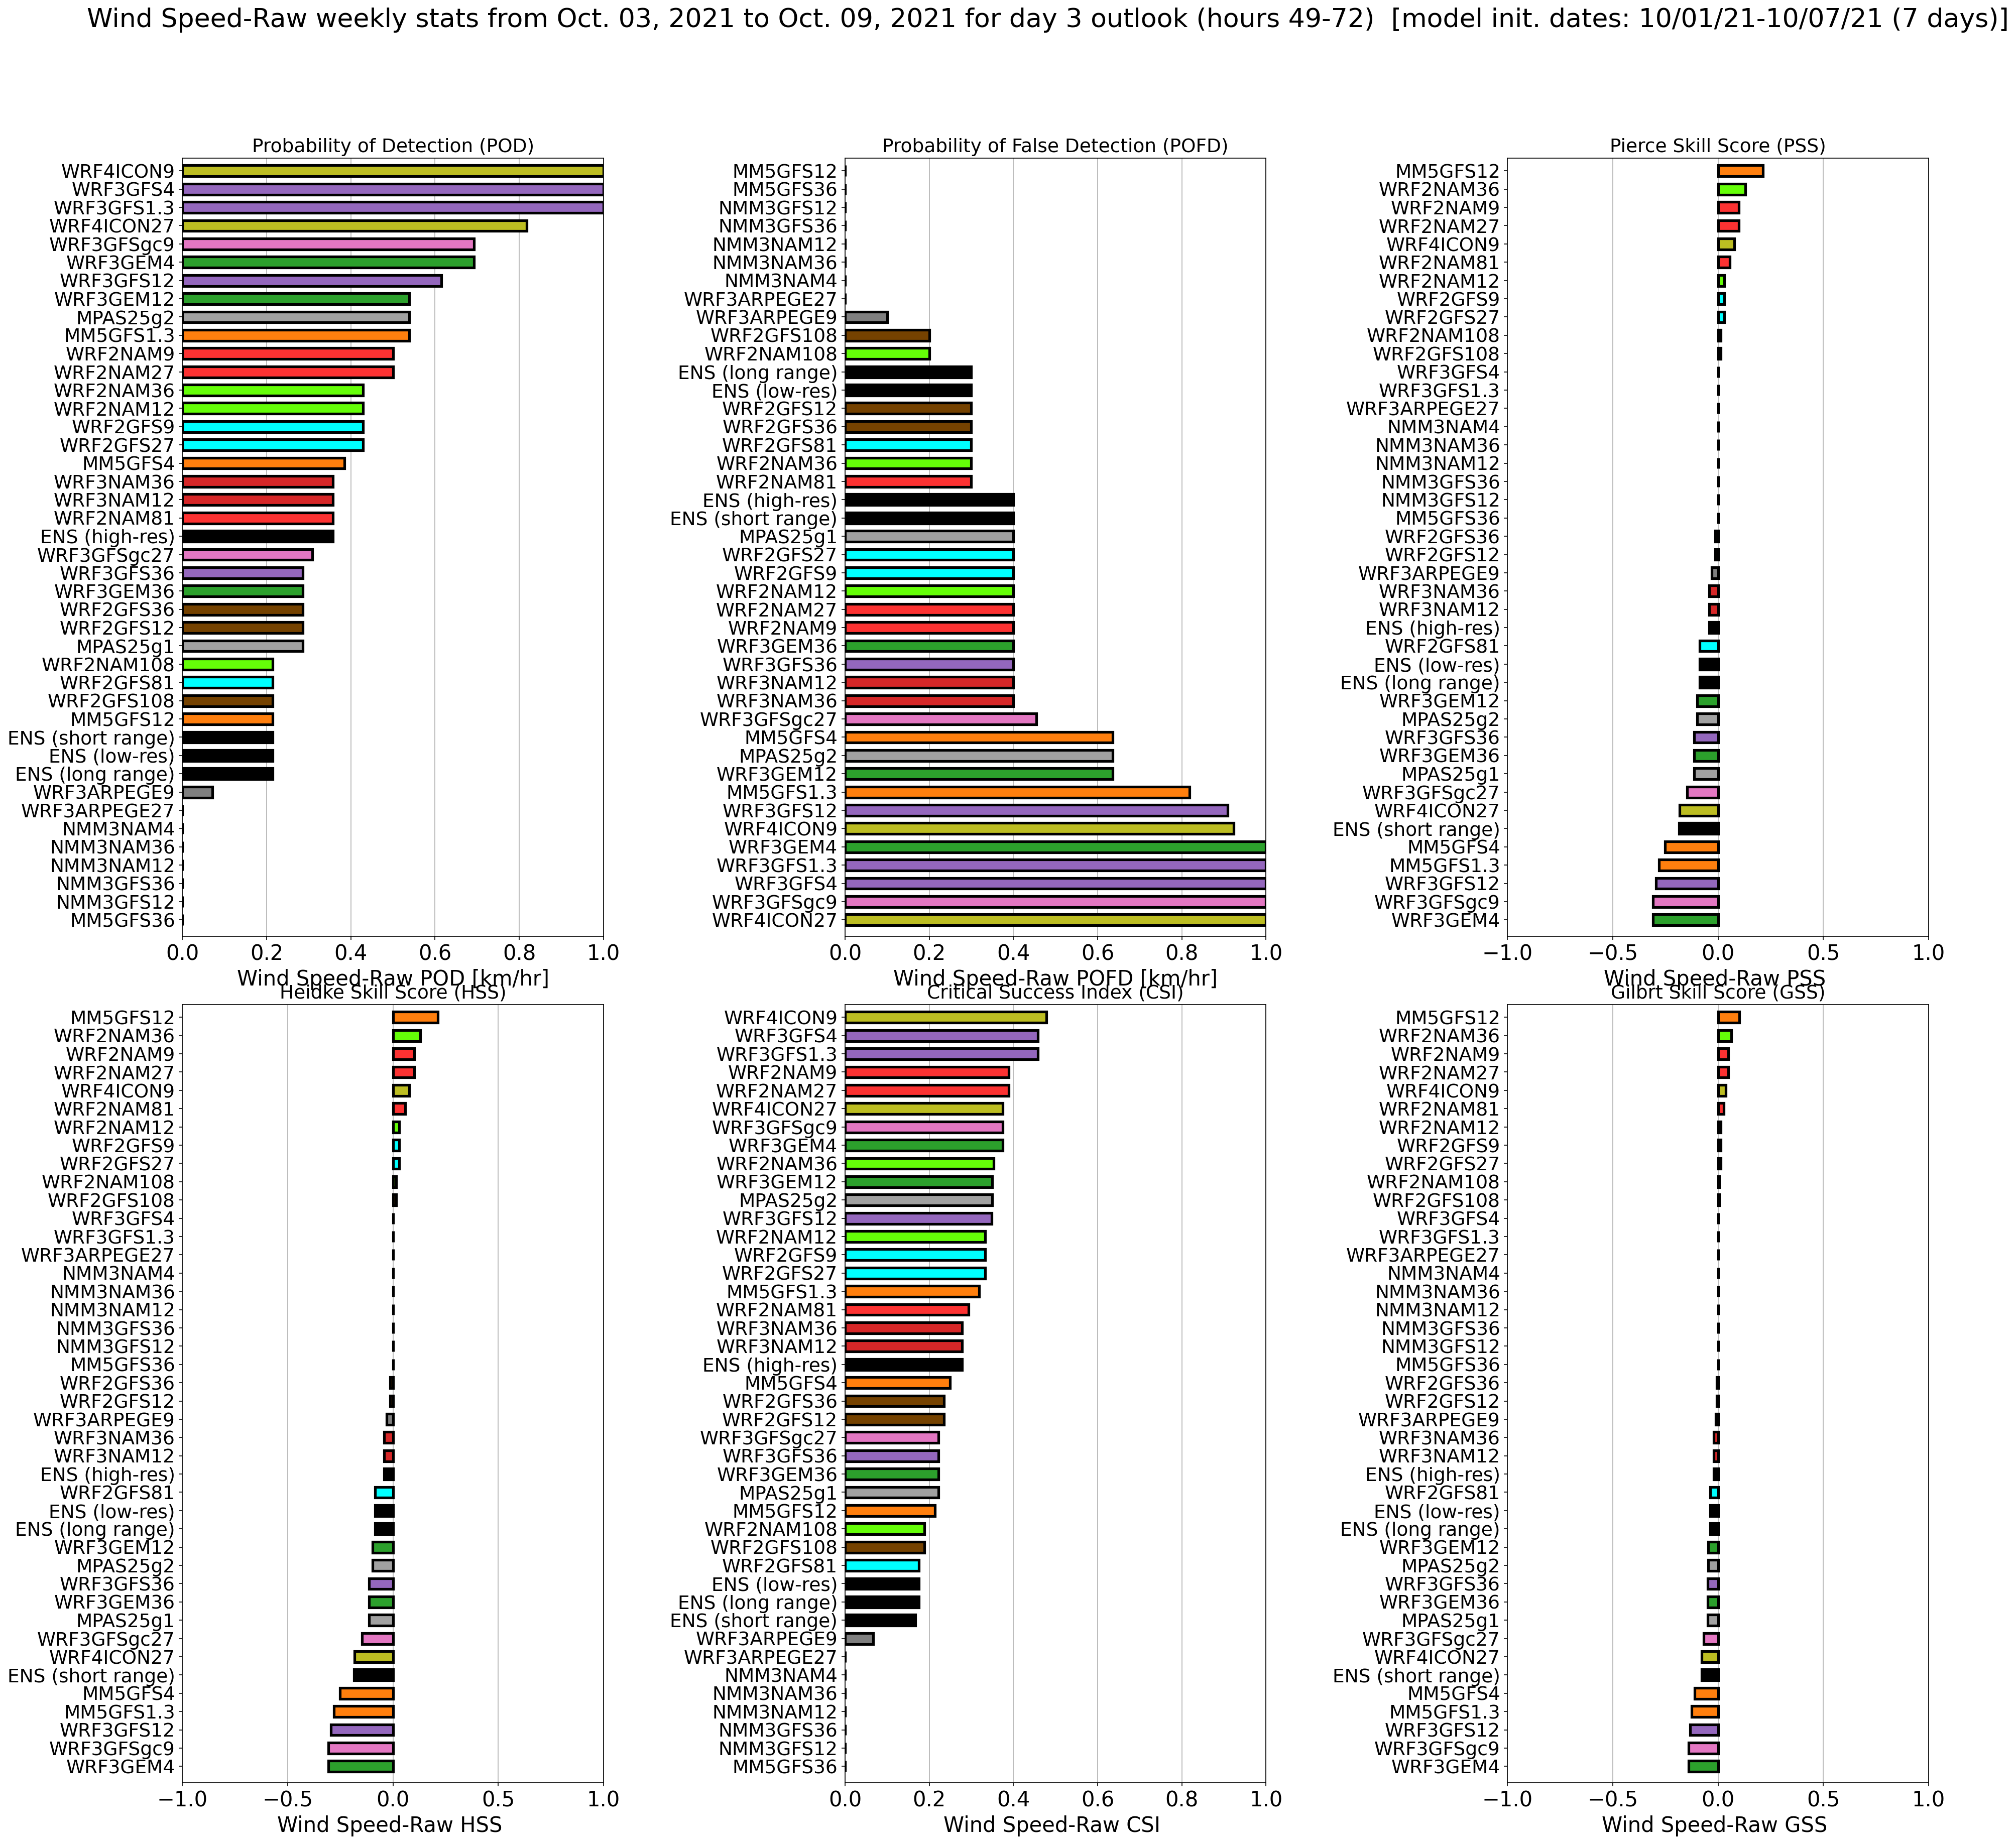 Wind Speed-Raw weekly stats from Oct. 03, 2021 to Oct. 09, 2021 for day 3 outlook (hours 49-72)  [model init. dates: 10/01/21-10/07/21 (7 days)]
Probability of Detection (POD)
WRF4ICON9
WRF3GFS4
WRF3GFS1.3
WRF4ICON27
WRF3GFSgc9
WRF3GEM4
WRF3GFS12
WRF3GEM12
MPAS25g2
MM5GFS1.3
WRF2NAM9
WRF2NAM27
WRF2NAM36
WRF2NAM12
WRF2GFS9
WRF2GFS27
MM5GFS4
WRF3NAM36
WRF3NAM12
WRF2NAM81
ENS (high-res)
WRF3GFSgc27
WRF3GFS36
WRF3GEM36
WRF2GFS36
WRF2GFS12
MPAS25g1
WRF2NAM108
WRF2GFS81
WRF2GFS108
MM5GFS12
ENS (short range)
ENS (low-res)
ENS (long range)
WRF3ARPEGE9
WRF3ARPEGE27
NMM3NAM4
NMM3NAM36
NMM3NAM12
NMM3GFS36
NMM3GFS12
MM5GFS36
0.0 0.2 0.4 0.6 0.8 1.0
Wind Speed-Raw POD [km/hr]
Probability of False Detection (POFD)
MM5GFS12
MM5GFS36
NMM3GFS12
NMM3GFS36
NMM3NAM12
NMM3NAM36
NMM3NAM4
WRF3ARPEGE27
WRF3ARPEGE9
WRF2GFS108
WRF2NAM108
ENS (long range)
ENS (low-res)
WRF2GFS12
WRF2GFS36
WRF2GFS81
WRF2NAM36
WRF2NAM81
ENS (high-res)
ENS (short range)
MPAS25g1
WRF2GFS27
WRF2GFS9
WRF2NAM12
WRF2NAM27
WRF2NAM9
WRF3GEM36
WRF3GFS36
WRF3NAM12
WRF3NAM36
WRF3GFSgc27
MM5GFS4
MPAS25g2
WRF3GEM12
MM5GFS1.3
WRF3GFS12
WRF4ICON9
WRF3GEM4
WRF3GFS1.3
WRF3GFS4
WRF3GFSgc9
WRF4ICON27
0.0 0.2 0.4 0.6 0.8 1.0
Wind Speed-Raw POFD [km/hr]
Pierce Skill Score (PSS)
MM5GFS12
WRF2NAM36
WRF2NAM9
WRF2NAM27
WRF4ICON9
WRF2NAM81
WRF2NAM12
WRF2GFS9
WRF2GFS27
WRF2NAM108
WRF2GFS108
WRF3GFS4
WRF3GFS1.3
WRF3ARPEGE27
NMM3NAM4
NMM3NAM36
NMM3NAM12
NMM3GFS36
NMM3GFS12
MM5GFS36
WRF2GFS36
WRF2GFS12
WRF3ARPEGE9
WRF3NAM36
WRF3NAM12
ENS (high-res)
WRF2GFS81
ENS (low-res)
ENS (long range)
WRF3GEM12
MPAS25g2
WRF3GFS36
WRF3GEM36
MPAS25g1
WRF3GFSgc27
WRF4ICON27
ENS (short range)
MM5GFS4
MM5GFS1.3
WRF3GFS12
WRF3GFSgc9
WRF3GEM4
−1.0 −0.5 0.0 0.5 1.0
Wind Speed-Raw PSS
Heidke Skill Score (HSS)
MM5GFS12
WRF2NAM36
WRF2NAM9
WRF2NAM27
WRF4ICON9
WRF2NAM81
WRF2NAM12
WRF2GFS9
WRF2GFS27
WRF2NAM108
WRF2GFS108
WRF3GFS4
WRF3GFS1.3
WRF3ARPEGE27
NMM3NAM4
NMM3NAM36
NMM3NAM12
NMM3GFS36
NMM3GFS12
MM5GFS36
WRF2GFS36
WRF2GFS12
WRF3ARPEGE9
WRF3NAM36
WRF3NAM12
ENS (high-res)
WRF2GFS81
ENS (low-res)
ENS (long range)
WRF3GEM12
MPAS25g2
WRF3GFS36
WRF3GEM36
MPAS25g1
WRF3GFSgc27
WRF4ICON27
ENS (short range)
MM5GFS4
MM5GFS1.3
WRF3GFS12
WRF3GFSgc9
WRF3GEM4
−1.0 −0.5 0.0 0.5 1.0
Wind Speed-Raw HSS
Critical Success Index (CSI)
WRF4ICON9
WRF3GFS4
WRF3GFS1.3
WRF2NAM9
WRF2NAM27
WRF4ICON27
WRF3GFSgc9
WRF3GEM4
WRF2NAM36
WRF3GEM12
MPAS25g2
WRF3GFS12
WRF2NAM12
WRF2GFS9
WRF2GFS27
MM5GFS1.3
WRF2NAM81
WRF3NAM36
WRF3NAM12
ENS (high-res)
MM5GFS4
WRF2GFS36
WRF2GFS12
WRF3GFSgc27
WRF3GFS36
WRF3GEM36
MPAS25g1
MM5GFS12
WRF2NAM108
WRF2GFS108
WRF2GFS81
ENS (low-res)
ENS (long range)
ENS (short range)
WRF3ARPEGE9
WRF3ARPEGE27
NMM3NAM4
NMM3NAM36
NMM3NAM12
NMM3GFS36
NMM3GFS12
MM5GFS36
0.0 0.2 0.4 0.6 0.8 1.0
Wind Speed-Raw CSI
Gilbrt Skill Score (GSS)
MM5GFS12
WRF2NAM36
WRF2NAM9
WRF2NAM27
WRF4ICON9
WRF2NAM81
WRF2NAM12
WRF2GFS9
WRF2GFS27
WRF2NAM108
WRF2GFS108
WRF3GFS4
WRF3GFS1.3
WRF3ARPEGE27
NMM3NAM4
NMM3NAM36
NMM3NAM12
NMM3GFS36
NMM3GFS12
MM5GFS36
WRF2GFS36
WRF2GFS12
WRF3ARPEGE9
WRF3NAM36
WRF3NAM12
ENS (high-res)
WRF2GFS81
ENS (low-res)
ENS (long range)
WRF3GEM12
MPAS25g2
WRF3GFS36
WRF3GEM36
MPAS25g1
WRF3GFSgc27
WRF4ICON27
ENS (short range)
MM5GFS4
MM5GFS1.3
WRF3GFS12
WRF3GFSgc9
WRF3GEM4
−1.0 −0.5 0.0 0.5 1.0
Wind Speed-Raw GSS